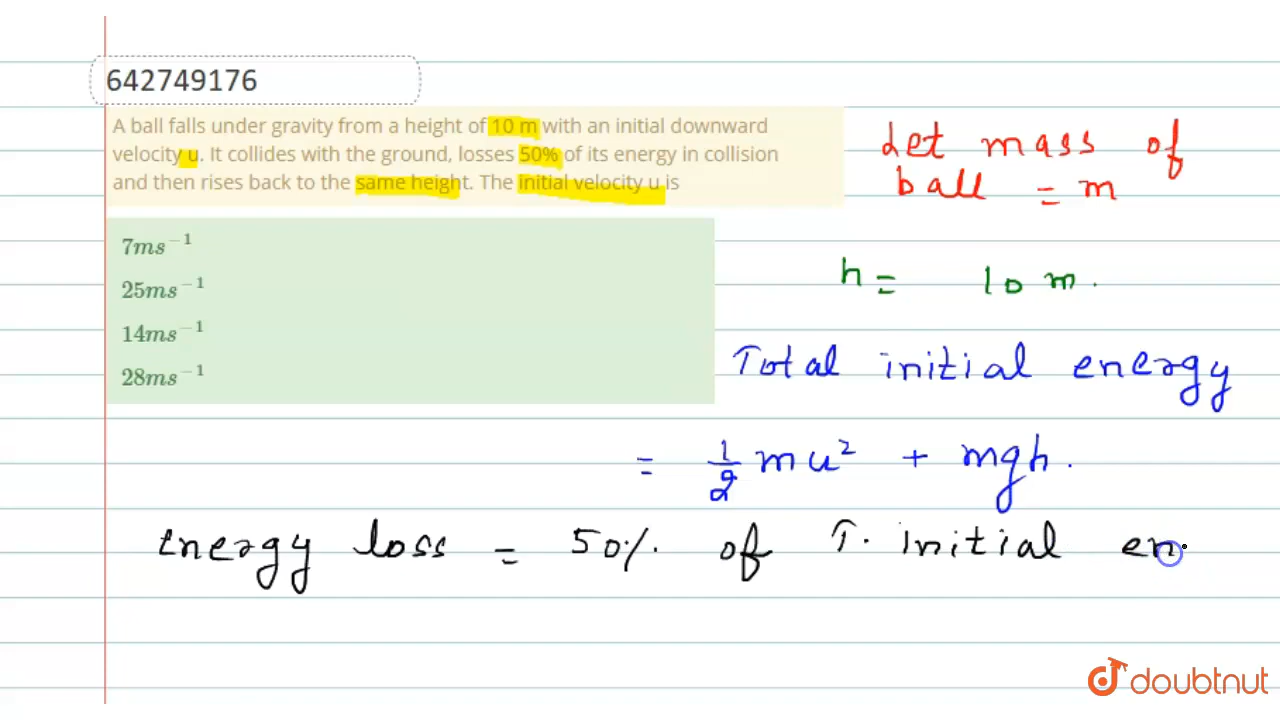 642749176
A ball falls under gravity from a height of 10 m with an initial downward
velocity u. It collides with the ground, losses 50% of its energy in collision
and then rises back to the same height. The initial velocity u is
7ms⁻¹
25ms⁻¹
14ms⁻¹
28ms⁻¹
Let mass of
ball = m
h = 10 m.
Total initial energy
= 1/2 mu² + mgh.
energy loss = 50% of T. initial en
doubtnut